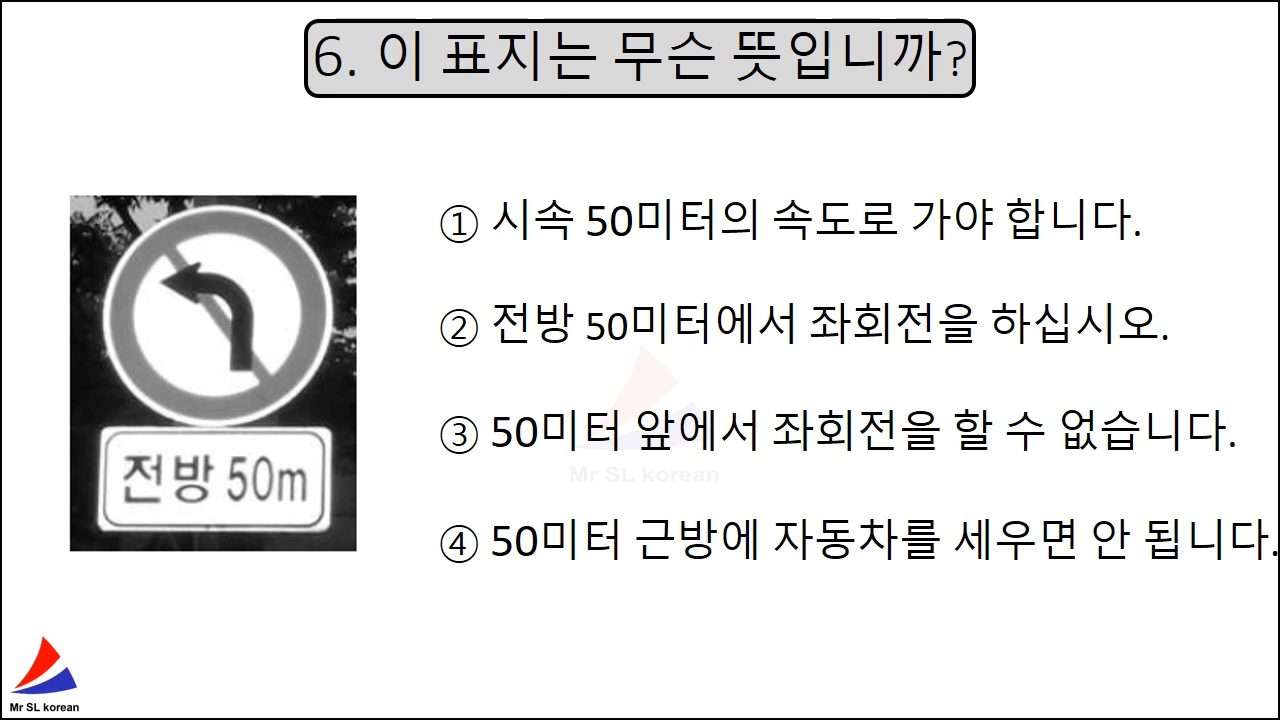 6. 이 표지는 무슨 뜻입니까?
① 시속 50미터의 속도로 가야 합니다.
② 전방 50미터에서 좌회전을 하십시오.
③ 50미터 앞에서 좌회전을 할 수 없습니다.
④ 50미터 근방에 자동차를 세우면 안 됩니다.
전방 50m
Mr SL korean
Mr SL korean